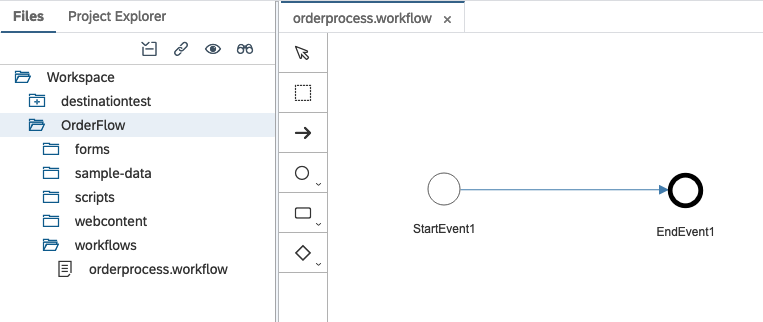 Files
Project Explorer
orderprocess.workflow
Workspace
destinationtest
OrderFlow
forms
sample-data
scripts
webcontent
workflows
orderprocess.workflow
StartEvent1
EndEvent1